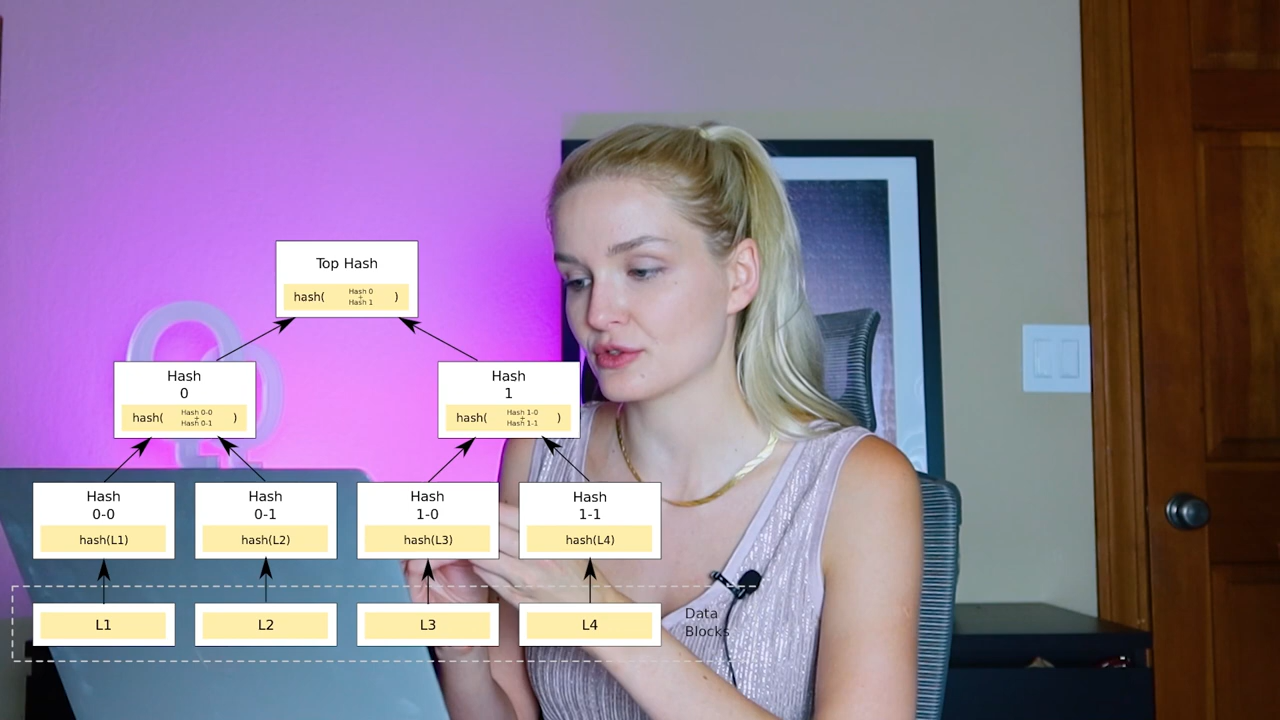 Top Hash
hash( Hash 0 + Hash 1 )
Hash
0
hash( Hash 0-0 + Hash 0-1 )
Hash
1
hash( Hash 1-0 + Hash 1-1 )
Hash
0-0
hash(L1)
Hash
0-1
hash(L2)
Hash
1-0
hash(L3)
Hash
1-1
hash(L4)
L1
L2
L3
L4
Data
Blocks